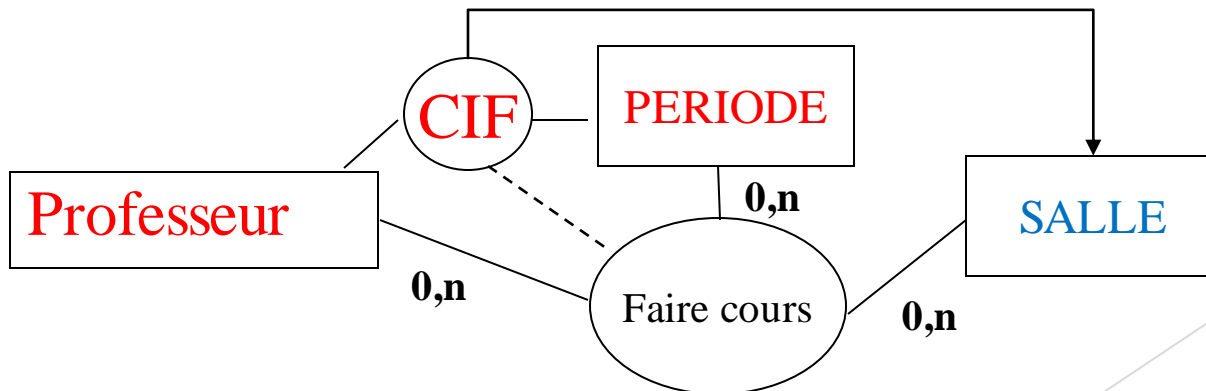 CIF
PERIODE
Professeur
0,n
SALLE
0,n
Faire cours
0,n